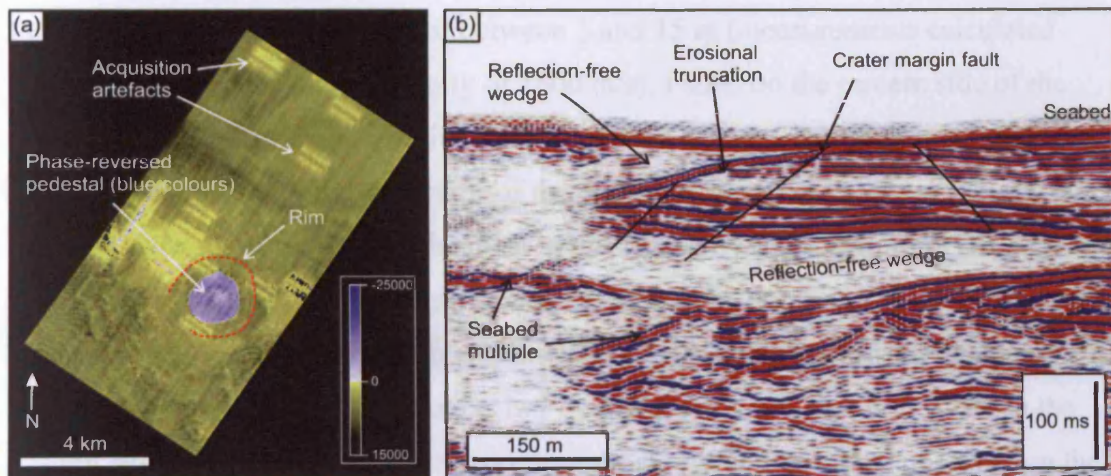 (a)
Acquisition
artefacts
Phase-reversed
pedestal (blue colours)
Rim
-25000
0
15000
N
4 km
(b)
Reflection-free
wedge
Erosional
truncation
Crater margin fault
Seabed
Reflection-free wedge
Seabed
multiple
150 m
100 ms